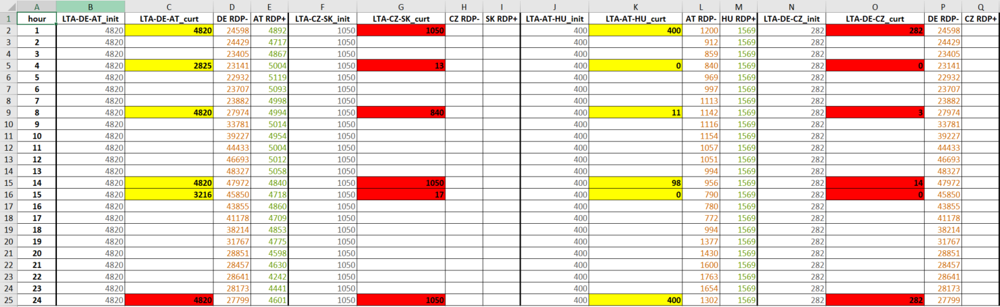 A B C D E F G H I J K L M N O P Q
1 hour LTA-DE-AT_init LTA-DE-AT_curt DE RDP- AT RDP+ LTA-CZ-SK_init LTA-CZ-SK_curt CZ RDP- SK RDP+ LTA-AT-HU_init LTA-AT-HU_curt AT RDP- HU RDP+ LTA-DE-CZ_init LTA-DE-CZ_curt DE RDP- CZ RDP+
2 1 4820 4820 24598 4892 1050 1050 400 400 1200 1569 282 282 24598
3 2 4820 24429 4717 1050 400 912 1569 282 24429
4 3 4820 23405 4867 1050 400 859 1569 282 23405
5 4 4820 2825 23141 5004 1050 13 400 0 840 1569 282 0 23141
6 5 4820 22932 5119 1050 400 969 1569 282 22932
7 6 4820 23707 5093 1050 400 997 1569 282 23707
8 7 4820 23882 4998 1050 400 1113 1569 282 23882
9 8 4820 4820 27974 4994 1050 840 400 11 1142 1569 282 3 27974
10 9 4820 33781 5014 1050 400 1116 1569 282 33781
11 10 4820 39227 4954 1050 400 1154 1569 282 39227
12 11 4820 44433 5004 1050 400 1057 1569 282 44433
13 12 4820 46693 5012 1050 400 1051 1569 282 46693
14 13 4820 48327 5058 1050 400 994 1569 282 48327
15 14 4820 4820 47972 4840 1050 1050 400 98 956 1569 282 14 47972
16 15 4820 3216 45850 4718 1050 17 400 0 790 1569 282 0 45850
17 16 4820 43855 4860 1050 400 780 1569 282 43855
18 17 4820 41178 4709 1050 400 772 1569 282 41178
19 18 4820 38214 4853 1050 400 994 1569 282 38214
20 19 4820 31767 4775 1050 400 1377 1569 282 31767
21 20 4820 28851 4598 1050 400 1430 1569 282 28851
22 21 4820 28457 4630 1050 400 1600 1569 282 28457
23 22 4820 28641 4242 1050 400 1763 1569 282 28641
24 23 4820 28173 4441 1050 400 1654 1569 282 28173
25 24 4820 4820 27799 4601 1050 1050 400 400 1302 1569 282 282 27799